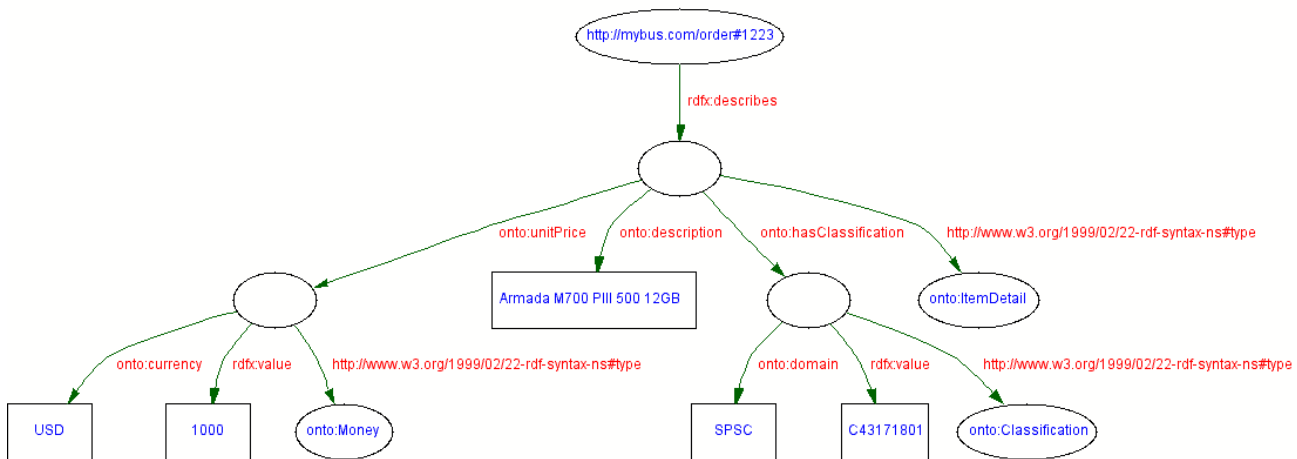 http://mybus.com/order#1223
rdfx:describes
onto:unitPrice
onto:description
onto:hasClassification
http://www.w3.org/1999/02/22-rdf-syntax-ns#type
Armada M700 PIII 500 12GB
onto:ItemDetail
onto:currency
rdfx:value
http://www.w3.org/1999/02/22-rdf-syntax-ns#type
onto:domain
rdfx:value
http://www.w3.org/1999/02/22-rdf-syntax-ns#type
USD
1000
onto:Money
SPSC
C43171801
onto:Classification